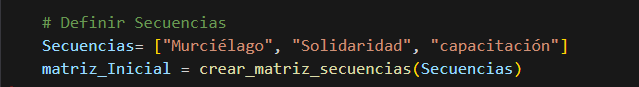 # Definir Secuencias
Secuencias= ["Murciélago", "Solidaridad", "capacitación"]
matriz_Inicial = crear_matriz_secuencias(Secuencias)